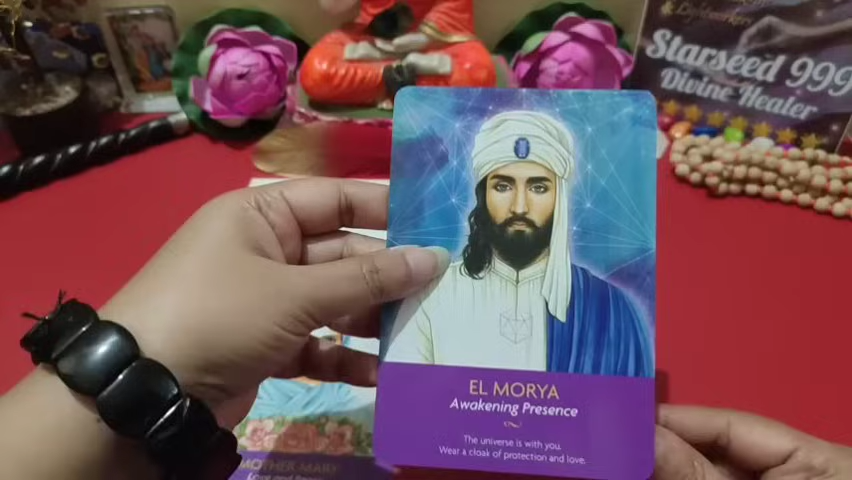 Lightworkers
Starseed 999
Divine Healer
EL MORYA
Awakening Presence
The universe is with you.
Wear a cloak of protection and love.
MOTHER MARY